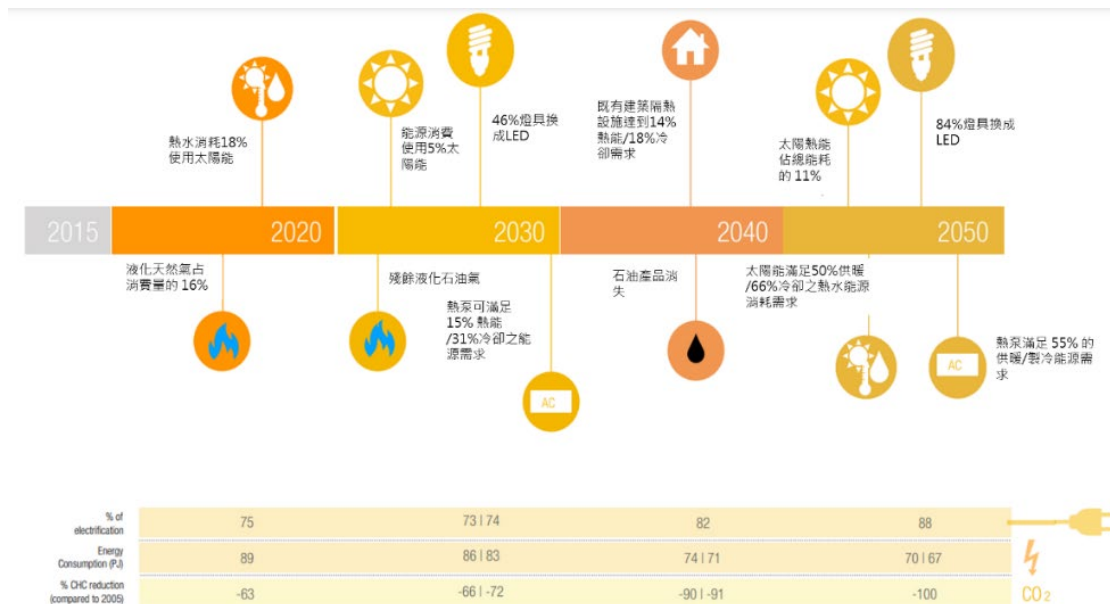 熱水消耗18%
使用太陽能
能源消費
使用5%太
陽能
46%燈具換
成LED
既有建築隔熱
設施達到14%
熱能/18%冷
卻需求
太陽熱能
佔總能耗
的 11%
84%燈具換成
LED
2015
2020
2030
2040
2050
液化天然氣占
消費量的 16%
殘餘液化石油氣
熱泵可滿足
15% 熱能
/31%冷卻之能
源需求
AC
石油產品消
失
太陽能滿足50%供暖
/66%冷卻之熱水能源
消耗需求
AC
熱泵滿足 55% 的
供暖/製冷能源需
求
% of
electrification
75
73 | 74
82
88
Energy
Consumption (PJ)
89
86 | 83
74 | 71
70 | 67
% CHC reduction
(compared to 2005)
-63
-66 | -72
-90 | -91
-100
CO2